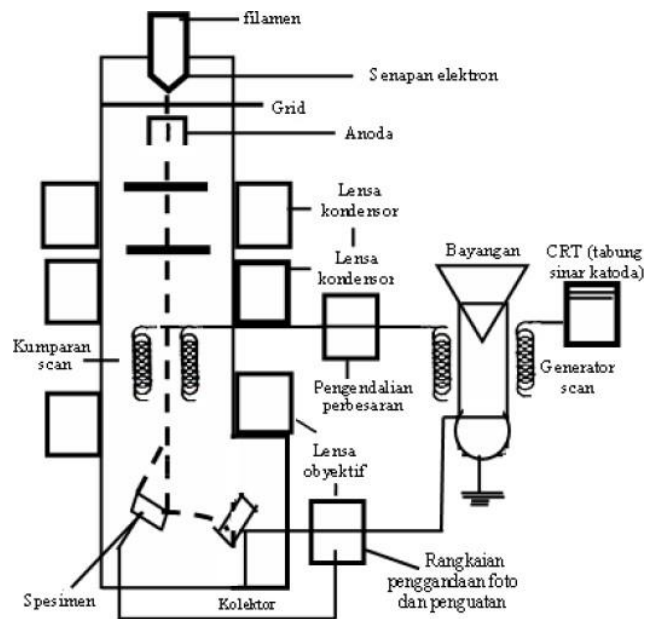 filamen
Senapan elektron
Grid
Anoda
Lensa
kondensor
Lensa
kondensor
Bayangan
CRT (tabung
sinar katoda)
Kumparan
scan
Pengendalian
perbesaran
Generator
scan
Lensa
obyektif
Spesimen
Kolektor
Rangkaian
penggandaan foto
dan penguatan